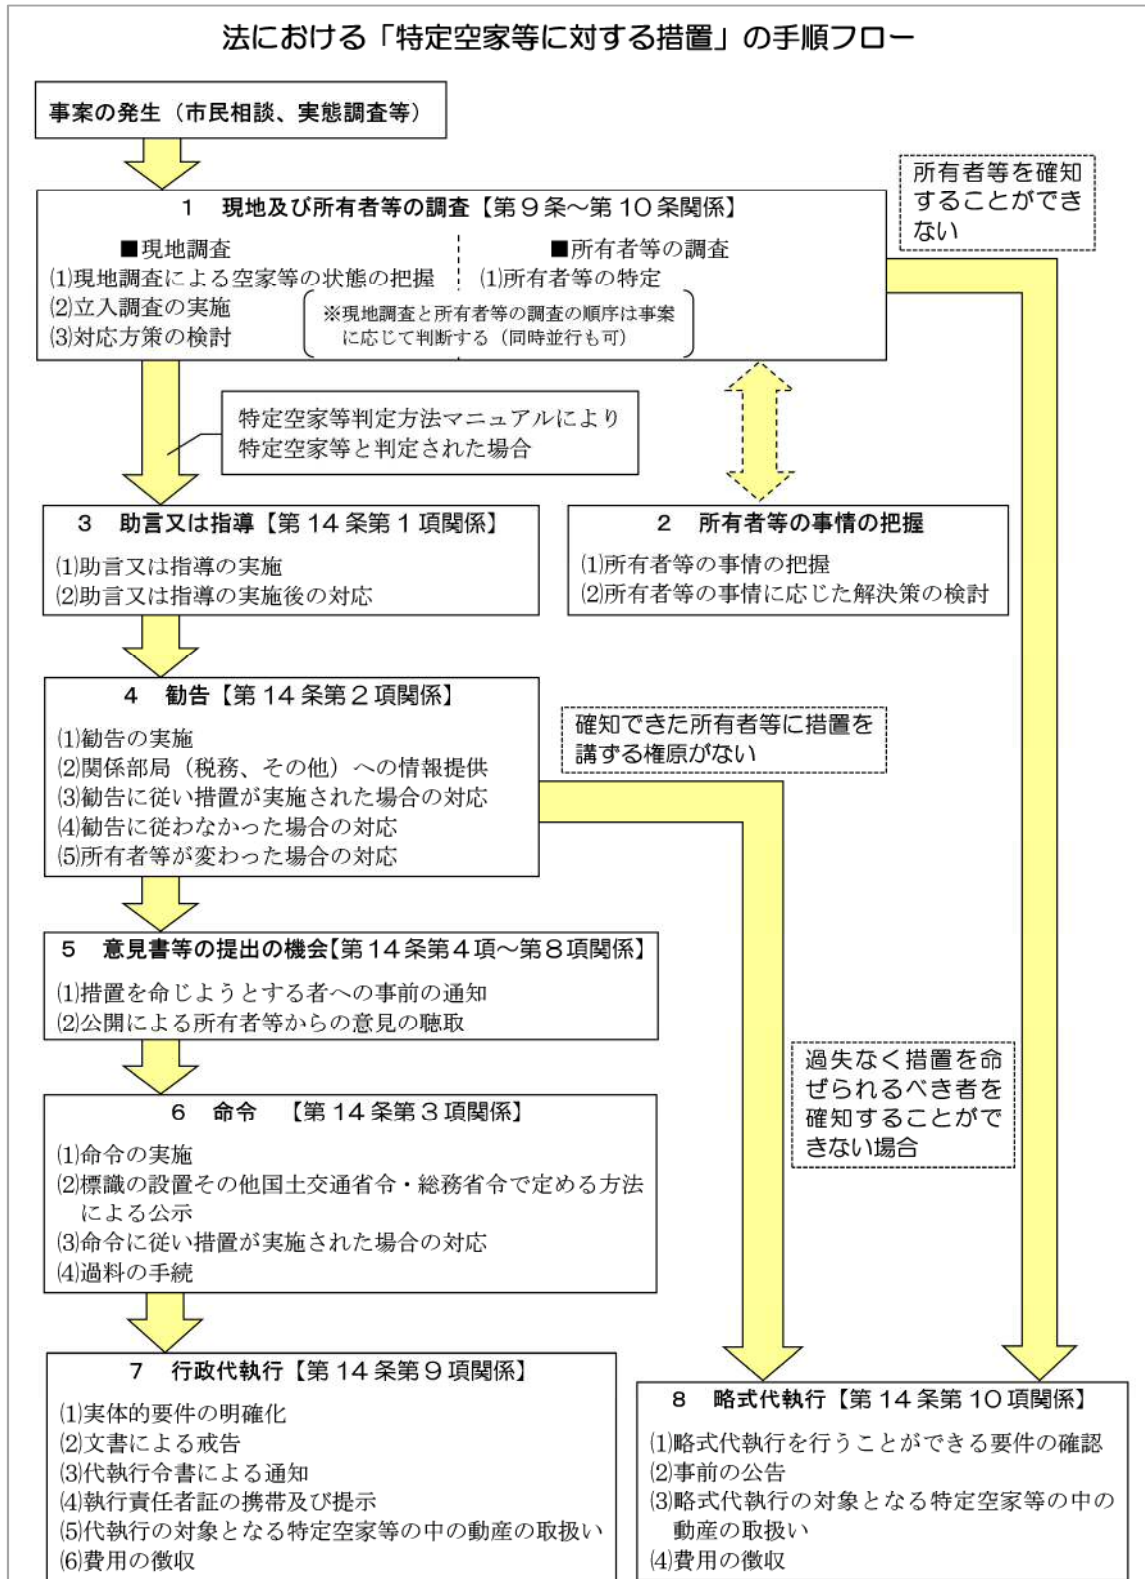 法における「特定空家等に対する措置」の手順フロー
事案の発生（市民相談、実態調査等）
所有者等を確知
することができ
ない
1 現地及び所有者等の調査【第9条～第10条関係】
■現地調査
⑴現地調査による空家等の状態の把握
⑵立入調査の実施
⑶対応方策の検討
■所有者等の調査
⑴所有者等の特定
※現地調査と所有者等の調査の順序は事案
に応じて判断する（同時並行も可）
特定空家等判定方法マニュアルにより
特定空家等と判定された場合
2 所有者等の事情の把握
⑴所有者等の事情の把握
⑵所有者等の事情に応じた解決策の検討
3 助言又は指導【第14条第1項関係】
⑴助言又は指導の実施
⑵助言又は指導の実施後の対応
4 勧告【第14条第2項関係】
⑴勧告の実施
⑵関係部局（税務、その他）への情報提供
⑶勧告に従い措置が実施された場合の対応
⑷勧告に従わなかった場合の対応
⑸所有者等が変わった場合の対応
確知できた所有者等に措置を
講ずる権原がない
5 意見書等の提出の機会【第14条第4項～第8項関係】
⑴措置を命じようとする者への事前の通知
⑵公開による所有者等からの意見の聴取
過失なく措置を命
ぜられるべき者を
確知することがで
きない場合
6 命令 【第14条第3項関係】
⑴命令の実施
⑵標識の設置その他国土交通省令・総務省令で定める方法
による公示
⑶命令に従い措置が実施された場合の対応
⑷過料の手続
7 行政代執行【第14条第9項関係】
⑴実体的要件の明確化
⑵文書による戒告
⑶代執行令書による通知
⑷執行責任者証の携帯及び提示
⑸代執行の対象となる特定空家等の中の動産の取扱い
⑹費用の徴収
8 略式代執行【第14条第10項関係】
⑴略式代執行を行うことができる要件の確認
⑵事前の公告
⑶略式代執行の対象となる特定空家等の中の
動産の取扱い
⑷費用の徴収